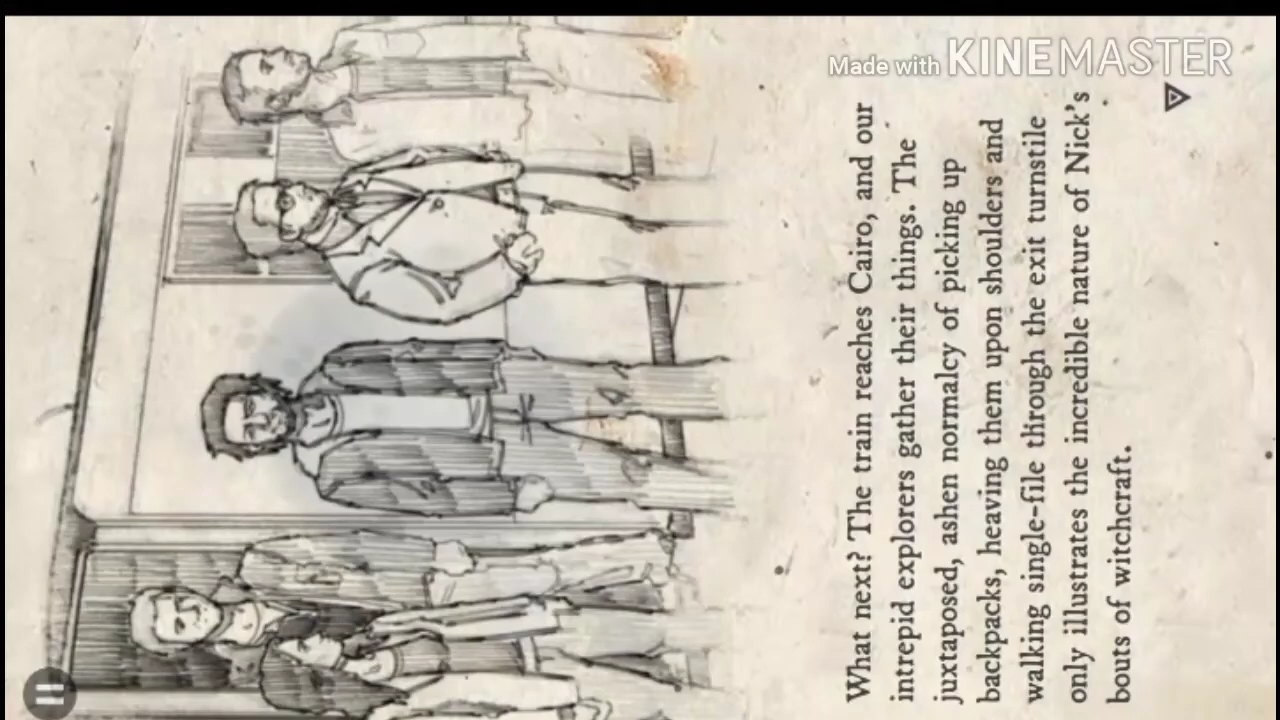 Made with KINEMASTER
What next? The train reaches Cairo, and our
intrepid explorers gather their things. The
juxtaposed, ashen normalcy of picking up
backpacks, heaving them upon shoulders and
walking single-file through the exit turnstile
only illustrates the incredible nature of Nick's
bouts of witchcraft.